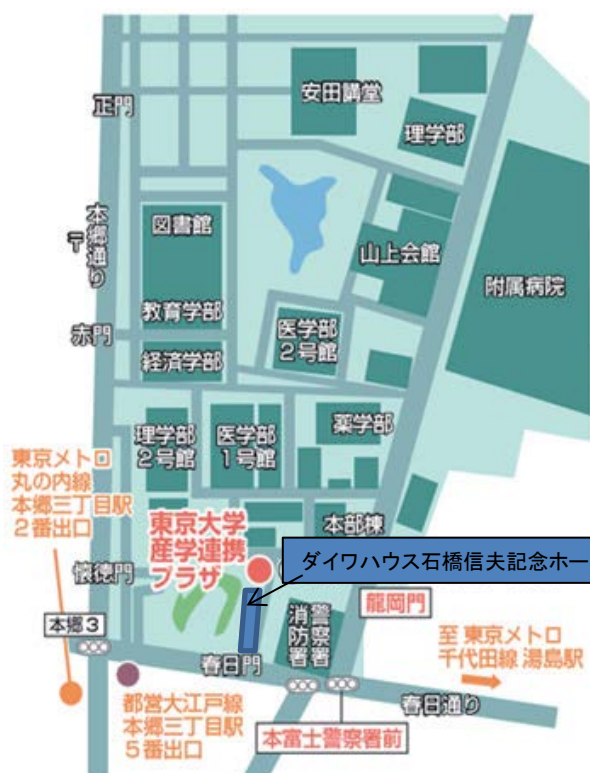 安田講堂
正門
理学部
本郷通り
〒
図書館
山上会館
附属病院
教育学部
赤門
医学部
2号館
経済学部
薬学部
理学部
2号館
医学部
1号館
東京メトロ
丸の内線
本郷三丁目駅
2番出口
東京大学
産学連携
プラザ
本部棟
ダイワハウス石橋信夫記念ホー
懐徳門
龍岡門
本郷3
警察署
消防署
春日門
至 東京メトロ
千代田線 湯島駅
春日通り
都営大江戸線
本郷三丁目駅
5番出口
本富士警察署前